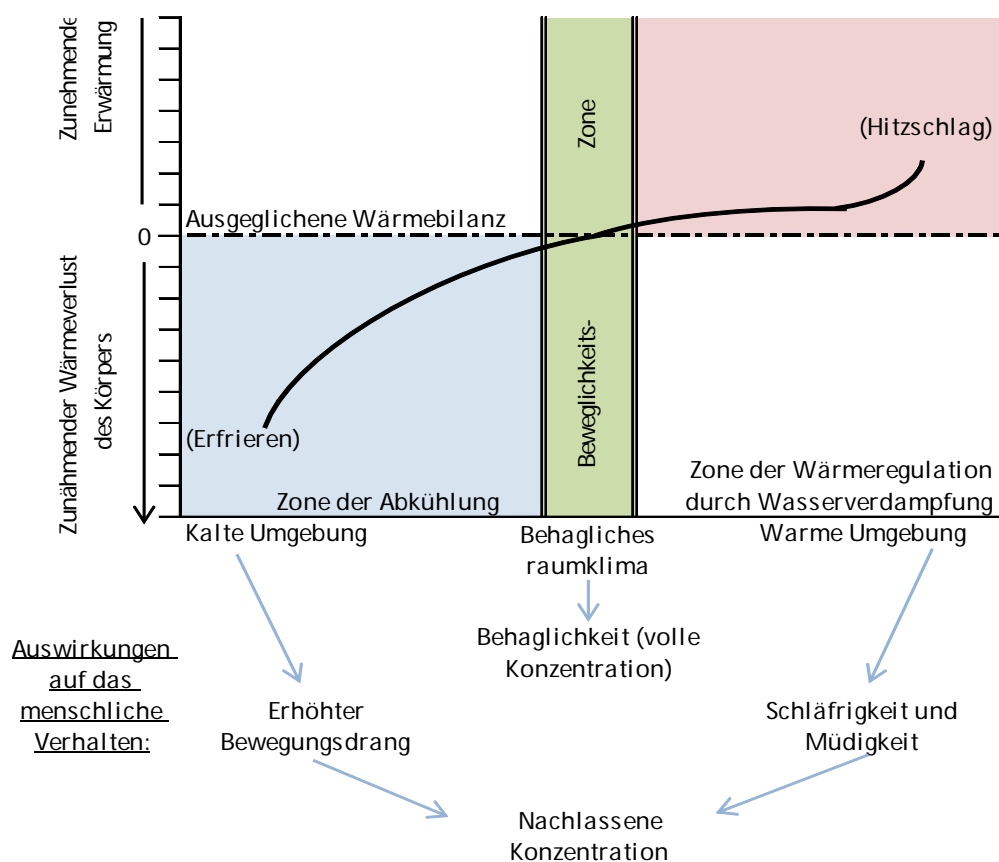 Zunehmende
Erwärmung
Zone
(Hitzschlag)
Ausgeglichene Wärmebilanz
0
Zunähmender Wärmeverlust
des Körpers
Beweglichkeits-
(Erfrieren)
Zone der Abkühlung
Zone der Wärmeregulation
durch Wasserverdampfung
Kalte Umgebung
Behagliches
raumklima
Warme Umgebung
Behaglichkeit (volle
Konzentration)
Auswirkungen
auf das
menschliche
Verhalten:
Erhöhter
Bewegungsdrang
Schläfrigkeit und
Müdigkeit
Nachlassene
Konzentration